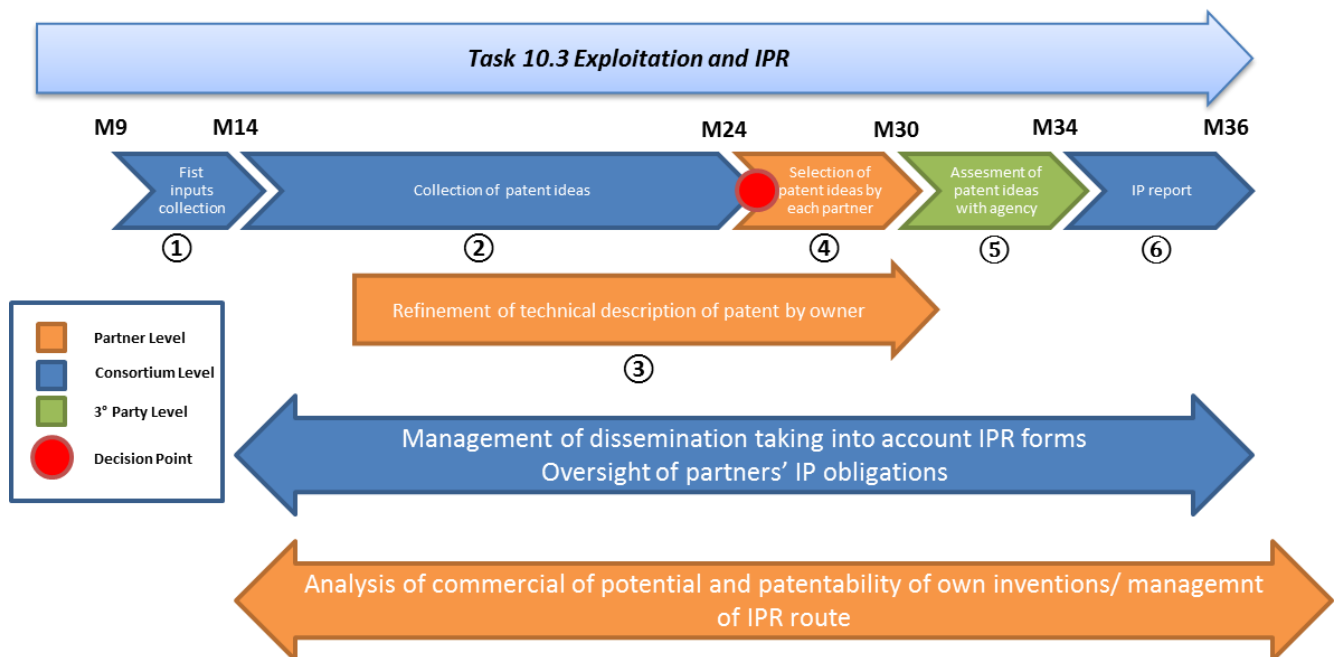 Task 10.3 Exploitation and IPR
M9
M14
M24
M30
M34
M36
Fist
inputs
collection
Collection of patent ideas
Selection of
patent ideas by
each partner
Assesment of
patent ideas
with agency
IP report
①
②
④
⑤
⑥
Refinement of technical description of patent by owner
③
Partner Level
Consortium Level
3° Party Level
Decision Point
Management of dissemination taking into account IPR forms
Oversight of partners’ IP obligations
Analysis of commercial of potential and patentability of own inventions/ managemnt
of IPR route